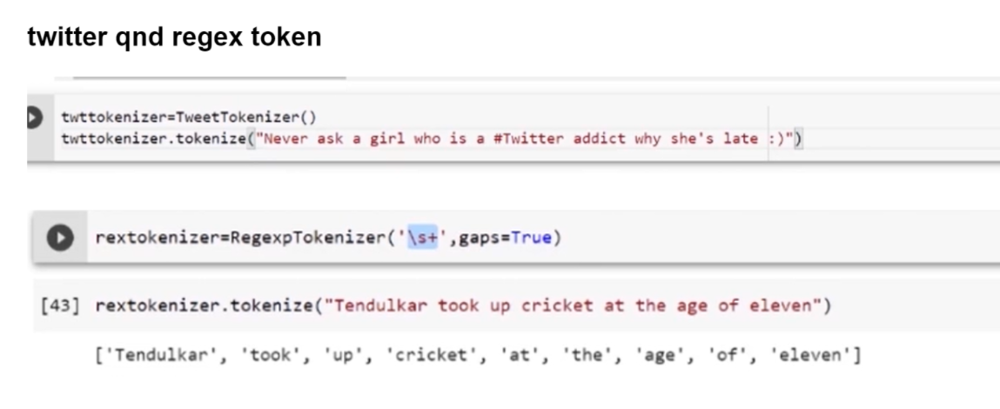 twitter qnd regex token
twttokenizer=TweetTokenizer()
twttokenizer.tokenize("Never ask a girl who is a #Twitter addict why she's late :)")
rextokenizer=RegexpTokenizer('\s+',gaps=True)
[43] rextokenizer.tokenize("Tendulkar took up cricket at the age of eleven")
['Tendulkar', 'took', 'up', 'cricket', 'at', 'the', 'age', 'of', 'eleven']